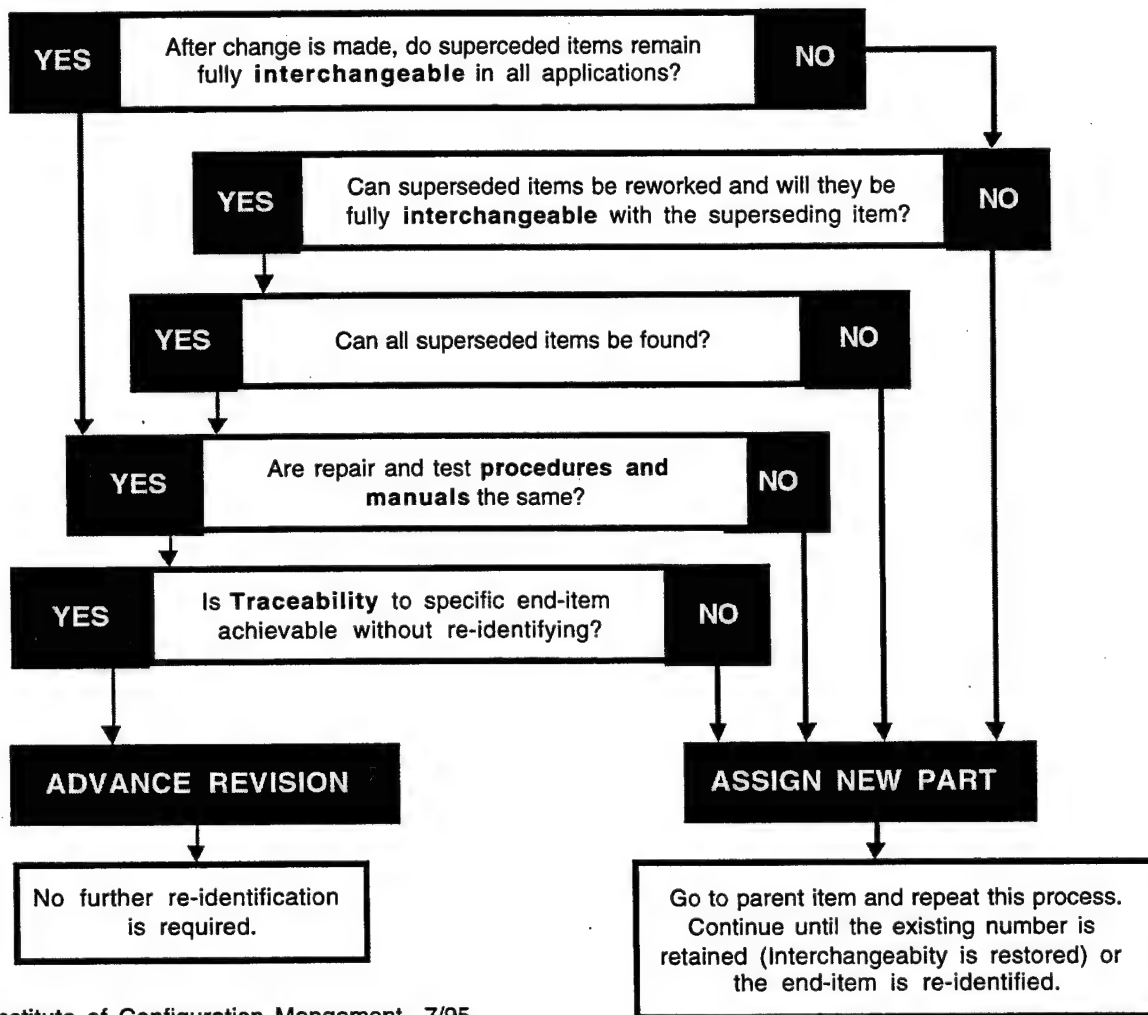 YES
After change is made, do superceded items remain
fully interchangeable in all applications?
NO
YES
Can superseded items be reworked and will they be
fully interchangeable with the superseding item?
NO
YES
Can all superseded items be found?
NO
YES
Are repair and test procedures and
manuals the same?
NO
YES
Is Traceability to specific end-item
achievable without re-identifying?
NO
ADVANCE REVISION
ASSIGN NEW PART
No further re-identification
is required.
Go to parent item and repeat this process.
Continue until the existing number is
retained (Interchangeabity is restored) or
the end-item is re-identified.
of Configuration Mangement 7/95